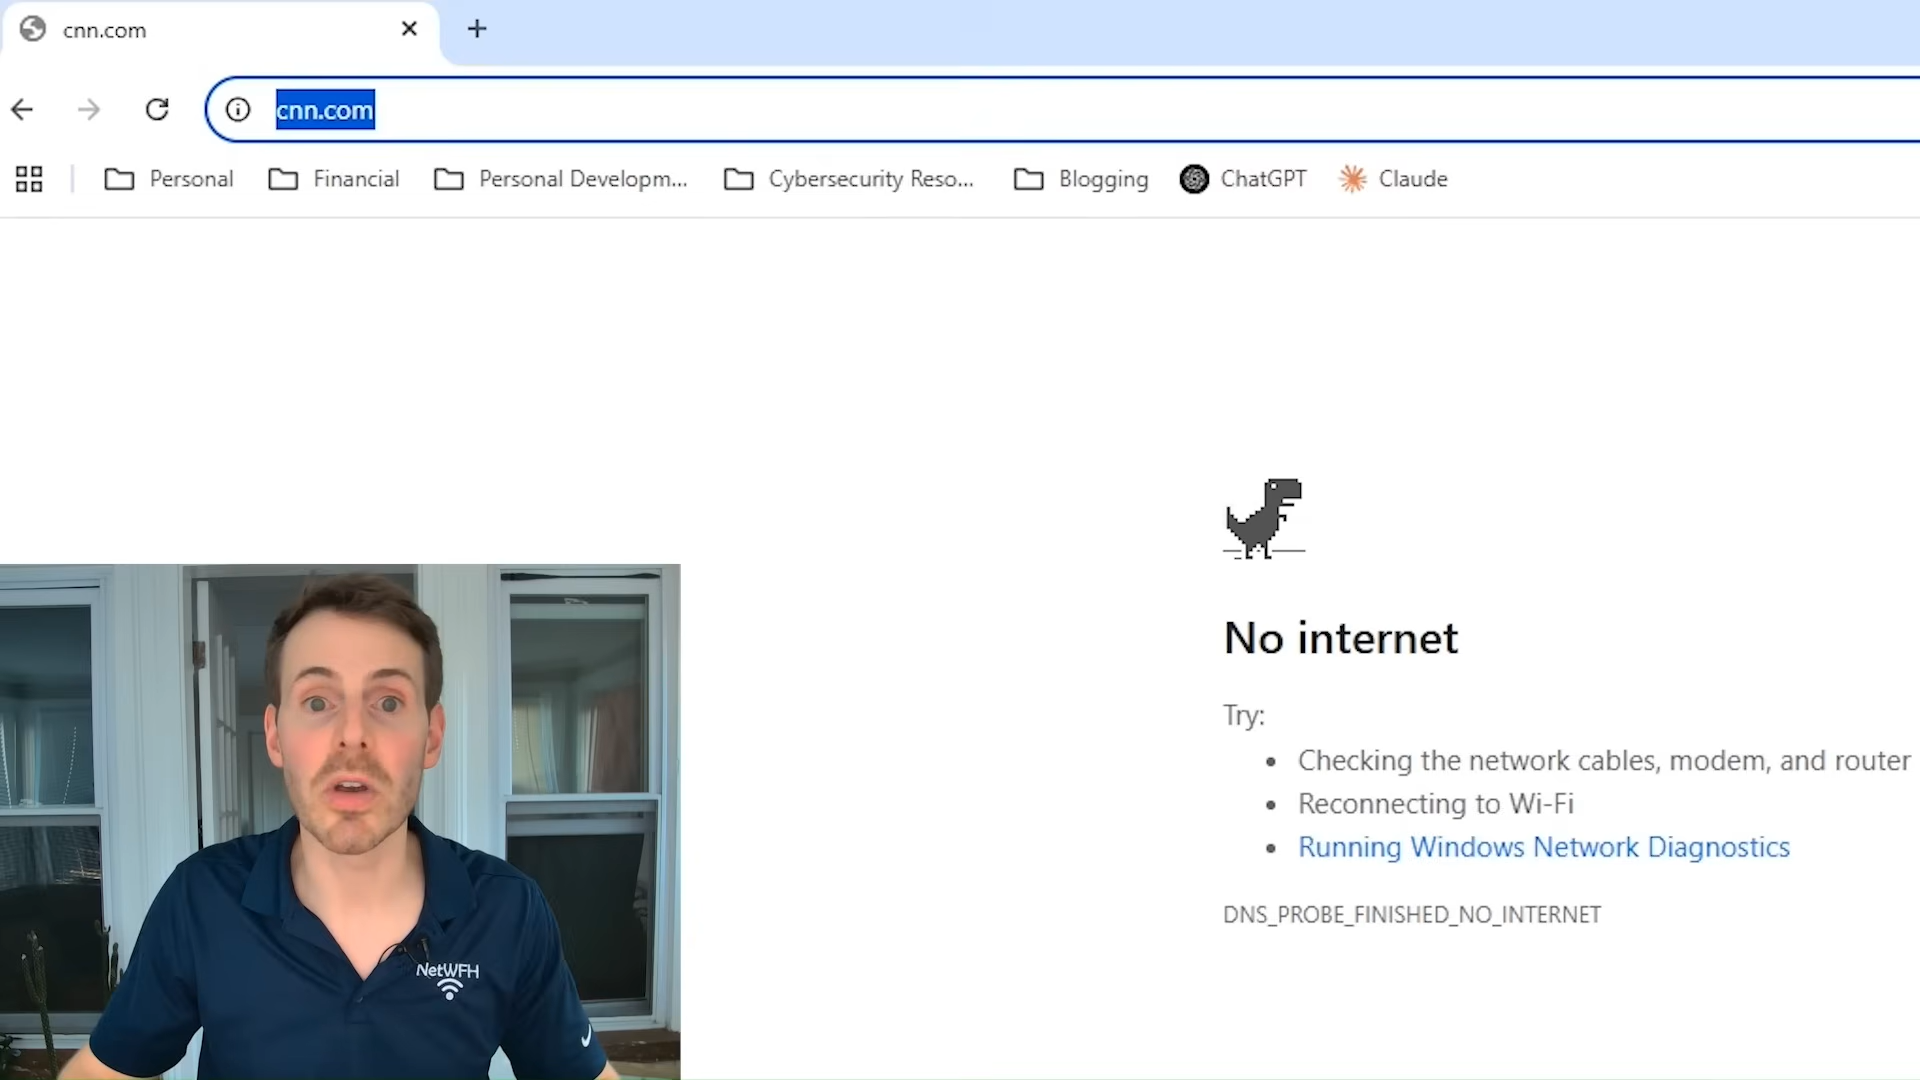 cnn.com
cnn.com
Personal Financial Personal Developm... Cybersecurity Reso... Blogging ChatGPT Claude
No internet
Try:
• Checking the network cables, modem, and router
• Reconnecting to Wi-Fi
• Running Windows Network Diagnostics
DNS_PROBE_FINISHED_NO_INTERNET
NetWFH